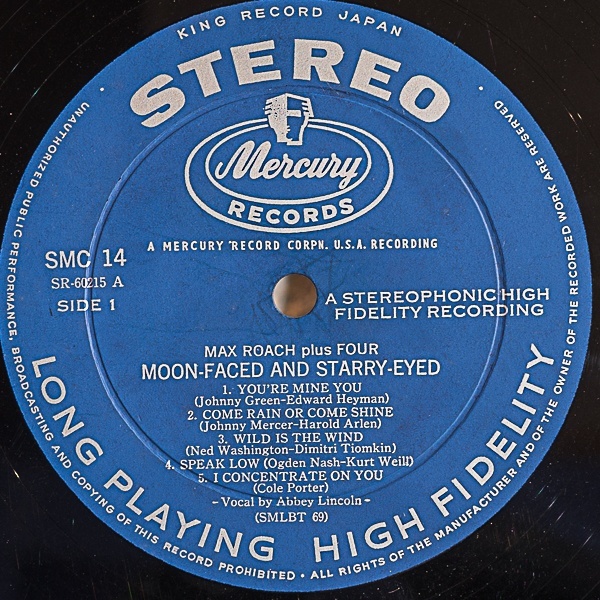 KING RECORD JAPAN
STEREO
Mercury
RECORDS
A MERCURY RECORD CORPN. U.S.A. RECORDING
SMC 14
SR-60215 A
SIDE 1
A STEREOPHONIC HIGH
FIDELITY RECORDING
MAX ROACH plus FOUR
MOON-FACED AND STARRY-EYED
1. YOU'RE MINE YOU
(Johnny Green-Edward Heyman)
2. COME RAIN OR COME SHINE
(Johnny Mercer-Harold Arlen)
3. WILD IS THE WIND
(Ned Washington-Dimitri Tiomkin)
4. SPEAK LOW (Ogden Nash-Kurt Weill)
5. I CONCENTRATE ON YOU
(Cole Porter)
-Vocal by Abbey Lincoln-
(SMLBT 69)
LONG PLAYING HIGH FIDELITY
UNAUTHORIZED PUBLIC PERFORMANCE, BROADCASTING AND COPYING OF THIS RECORD PROHIBITED • ALL RIGHTS OF THE MANUFACTURER AND OF THE OWNER OF THE RECORDED WORK ARE RESERVED